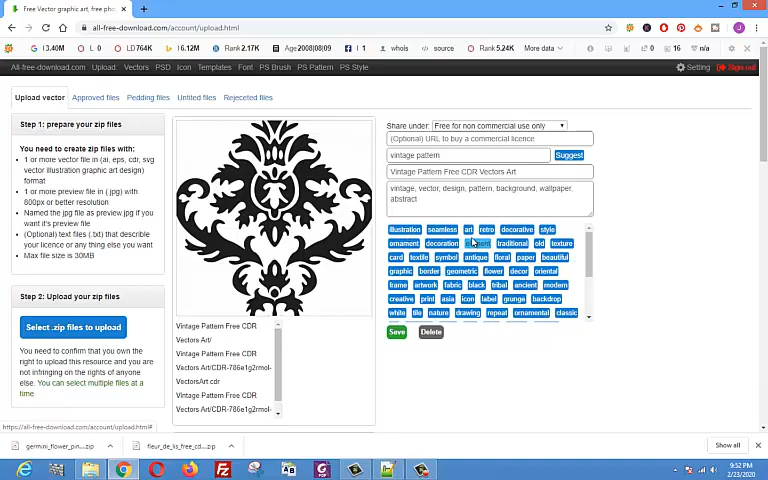 Free Vector graphic art, free pho
all-free-download.com/account/upload.html
I 3.40M
L 0
LD 764K
I 6.12M
Rank 2.17K
Age 2008|08|09
I 1
whois
source
Rank 5.24K
More data
0
16
n/a
All-free-download.com
Upload:
Vectors
PSD
Icon
Templates
Font
PS Brush
PS Pattern
PS Style
Setting
Sign out
Upload vector
Approved files
Pedding files
Untited files
Rejeceted files
Step 1: prepare your zip files
You need to create zip files with:
1 or more vector file in (ai, eps, cdr, svg
vector illustration graphic art design)
format
1 or more preview file in (.jpg) with
800px or better resolution
Named the jpg file as preview.jpg if you
want it's preview file
(Optional) text files (.txt) that describle
your licence or any thing else you want
Max file size is 30MB
Step 2: Upload your zip files
Select .zip files to upload
You need to confirm that you own the
right to upload this resource and you are
not infringing on the rights of anyone
else. You can select multiple files at a
time
Vintage Pattern Free CDR
Vectors Art/
Vintage Pattern Free CDR
Vectors Art/CDR-786e1g2rmol-
VectorsArt.cdr
Vintage Pattern Free CDR
Vectors Art/CDR-786e1g2rmol-
Share under:
Free for non commercial use only
(Optional) URL to buy a commercial licence
vintage pattern
Suggest
Vintage Pattern Free CDR Vectors Art
vintage, vector, design, pattern, background, wallpaper,
abstract
illustration seamless art retro decorative style
ornament decoration traditional old texture
card textile symbol antique floral paper beautiful
graphic border geometric flower decor oriental
frame artwork fabric black tribal ancient modern
creative print asia icon label grunge backdrop
white tile nature drawing repeat ornamental classic
Save
Delete
https://all-free-download.com/account/upload.html#
germini_flower_pin....zip
fleur_de_lis_free_cd....zip
Show all
9:52 PM
2/23/2020